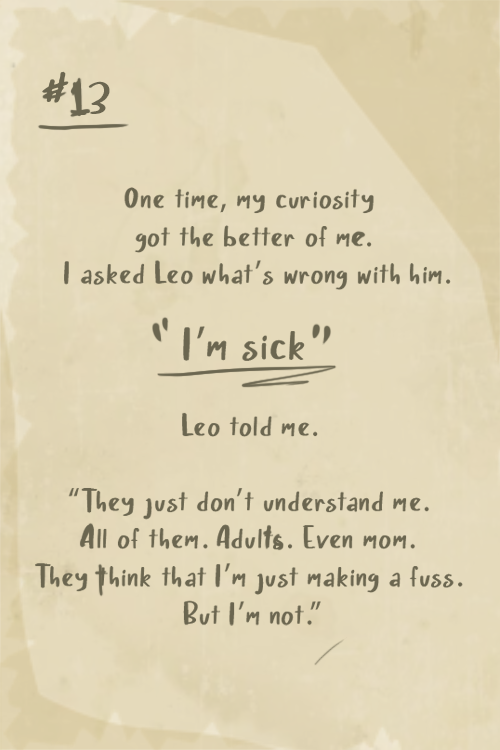 #13
One time, my curiosity
got the better of me.
I asked Leo what's wrong with him.
"I'm sick"
Leo told me.
"They just don't understand me.
All of them. Adults. Even mom.
They think that I'm just making a fuss.
But I'm not."